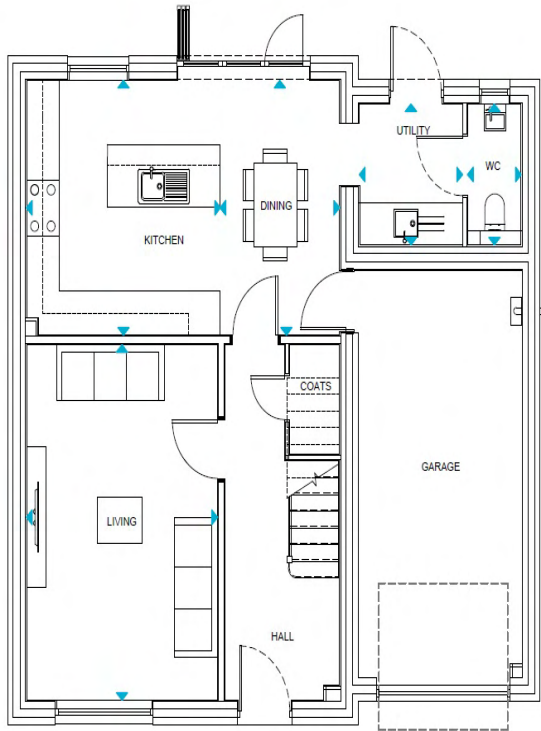 UTILITY
WC
DINING
KITCHEN
COATS
GARAGE
LIVING
HALL